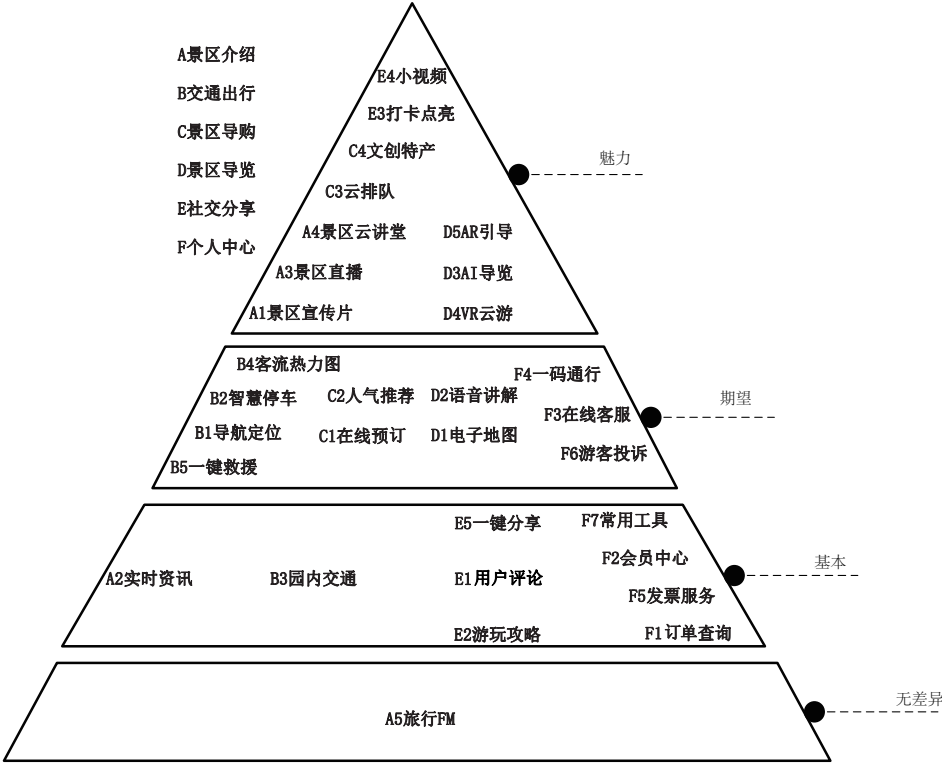 A景区介绍
B交通出行
C景区导购
D景区导览
E社交分享
F个人中心
E4小视频
E3打卡点亮
C4文创特产
C3云排队
A4景区云讲堂
D5AR引导
A3景区直播
D3AI导览
A1景区宣传片
D4VR云游
魅力
B4客流热力图
F4一码通行
B2智慧停车
C2人气推荐
D2语音讲解
F3在线客服
B1导航定位
C1在线预订
D1电子地图
F6游客投诉
B5一键救援
期望
E5一键分享
F7常用工具
F2会员中心
A2实时资讯
B3园内交通
E1用户评论
F5发票服务
E2游玩攻略
F1订单查询
基本
A5旅行FM
无差异